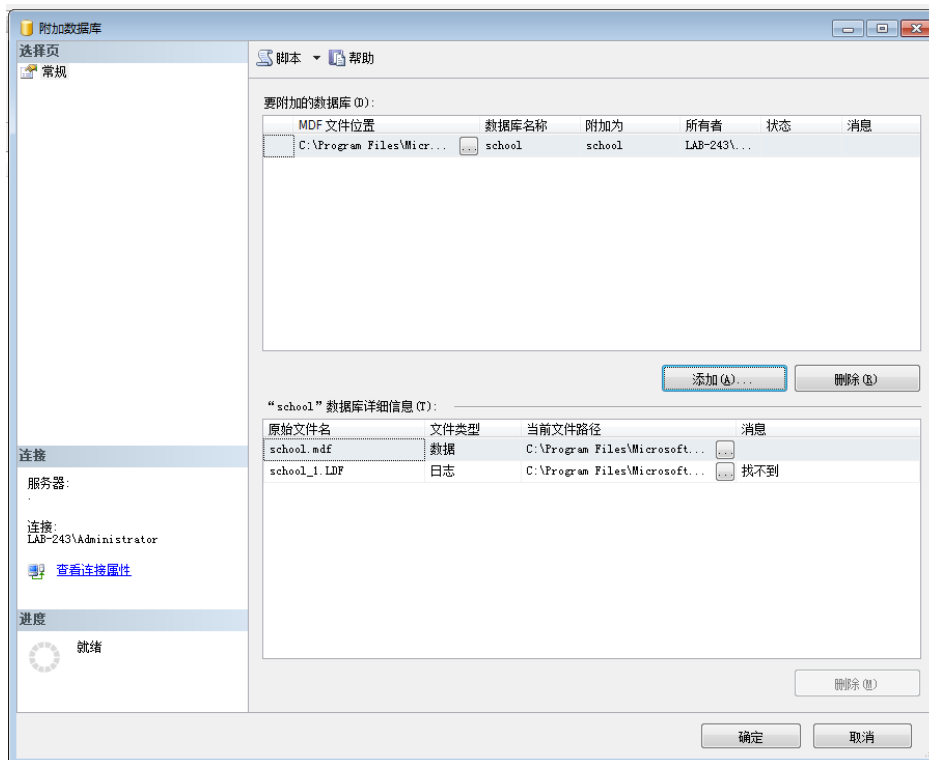 附加数据库
选择页
常规
脚本 帮助
要附加的数据库(D):
MDF 文件位置 数据库名称 附加为 所有者 状态 消息
C:\Program Files\Micr... ... school school LAB-243\...
添加(A)... 删除(R)
“school”数据库详细信息(T):
原始文件名 文件类型 当前文件路径 消息
school.mdf 数据 C:\Program Files\Microsoft... ...
school_1.LDF 日志 C:\Program Files\Microsoft... ... 找不到
连接
服务器:
.
连接:
LAB-243\Administrator
查看连接属性
进度
就绪
删除(M)
确定 取消